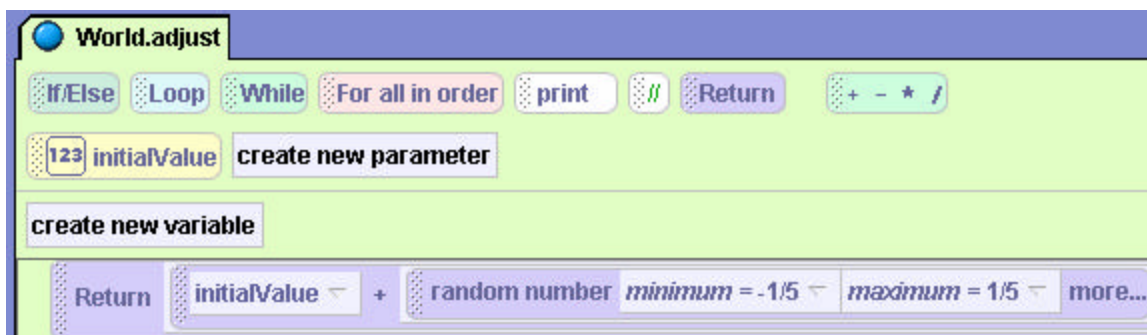 World.adjust
If/Else Loop While For all in order print // Return + - * /
123 initialValue create new parameter
create new variable
Return initialValue + random number minimum = -1/5 maximum = 1/5 more...